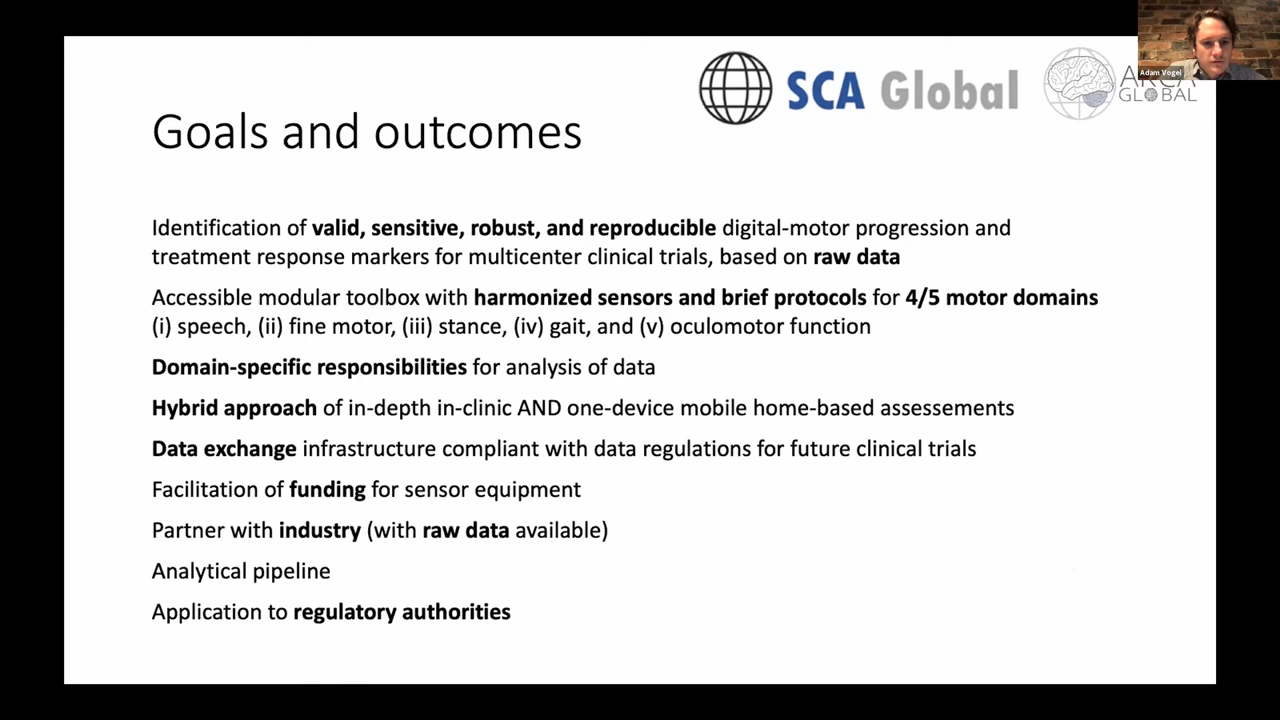 SCA Global
Adam Vogel
ARCA
GLOBAL
Goals and outcomes
Identification of valid, sensitive, robust, and reproducible digital-motor progression and
treatment response markers for multicenter clinical trials, based on raw data
Accessible modular toolbox with harmonized sensors and brief protocols for 4/5 motor domains
(i) speech, (ii) fine motor, (iii) stance, (iv) gait, and (v) oculomotor function
Domain-specific responsibilities for analysis of data
Hybrid approach of in-depth in-clinic AND one-device mobile home-based assessements
Data exchange infrastructure compliant with data regulations for future clinical trials
Facilitation of funding for sensor equipment
Partner with industry (with raw data available)
Analytical pipeline
Application to regulatory authorities